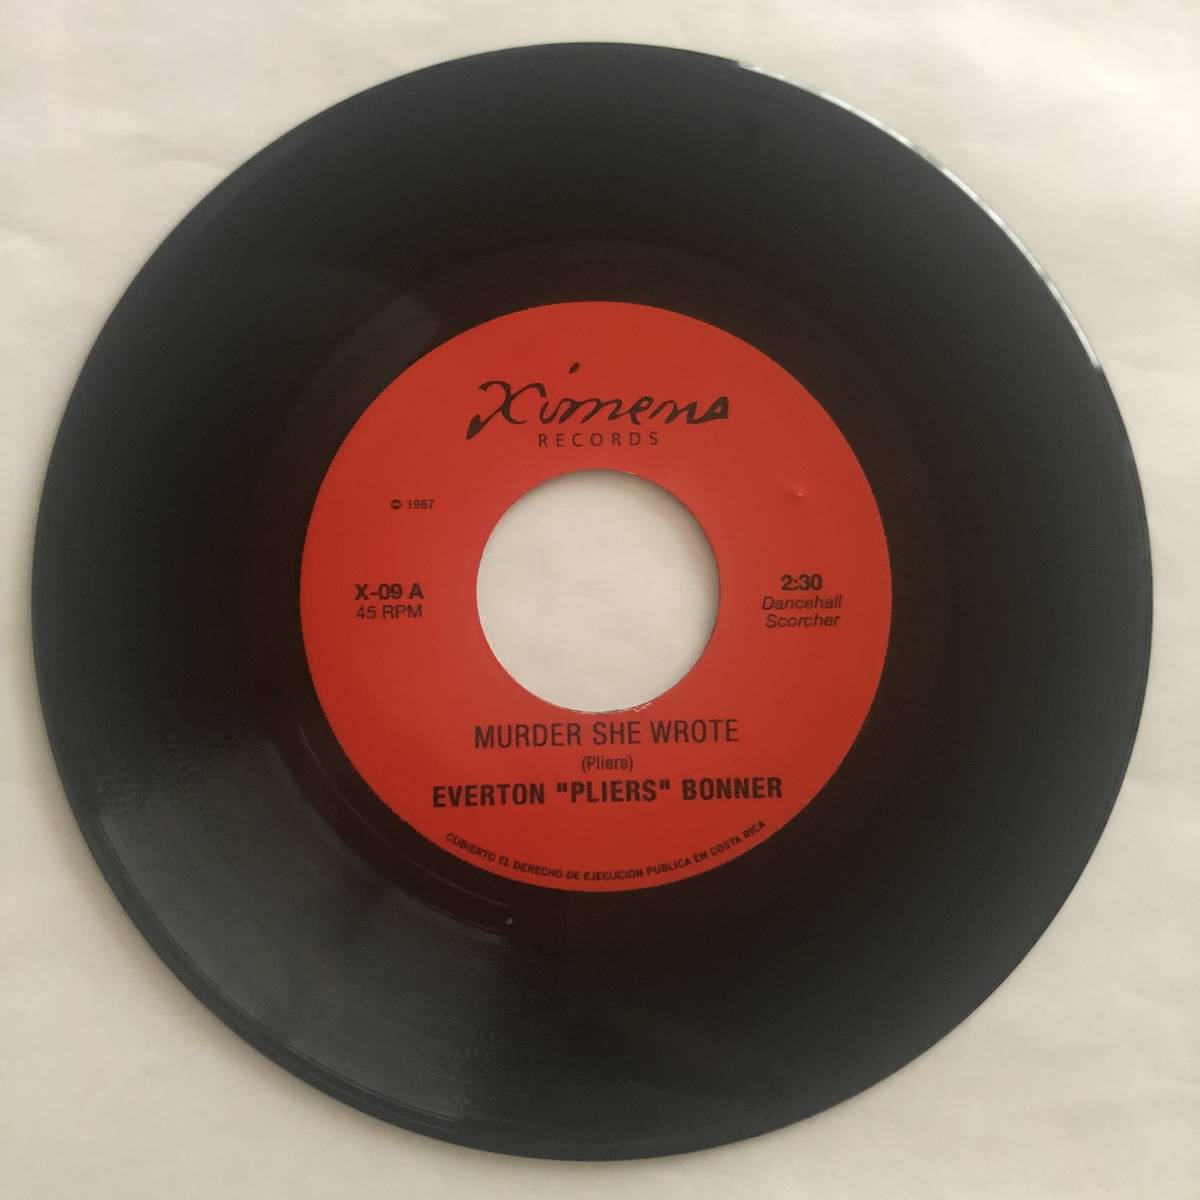 Ximena
RECORDS
© 1987
X-09 A
45 RPM
2:30
Dancehall
Scorcher
MURDER SHE WROTE
(Pliers)
EVERTON "PLIERS" BONNER
CUBIERTO EL DERECHO DE EJECUCION PUBLICA EN COSTA RICA